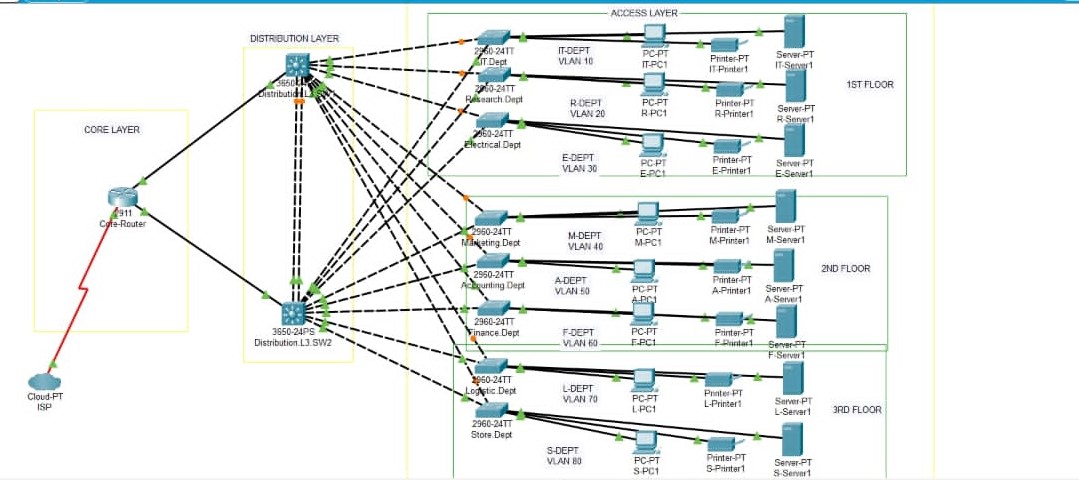 ACCESS LAYER
DISTRIBUTION LAYER
CORE LAYER
2911
Core-Router
Cloud-PT
ISP
3650-24PS
Distribution.L3.SW2
2960-24TT
IT.Dept
IT-DEPT
VLAN 10
PC-PT
IT-PC1
Printer-PT
IT-Printer1
Server-PT
IT-Server1
1ST FLOOR
2960-24TT
Research.Dept
R-DEPT
VLAN 20
PC-PT
R-PC1
Printer-PT
R-Printer1
Server-PT
R-Server1
2960-24TT
Electrical.Dept
E-DEPT
VLAN 30
PC-PT
E-PC1
Printer-PT
E-Printer1
Server-PT
E-Server1
2960-24TT
Marketing.Dept
M-DEPT
VLAN 40
PC-PT
M-PC1
Printer-PT
M-Printer1
Server-PT
M-Server1
2ND FLOOR
2960-24TT
Accounting.Dept
A-DEPT
VLAN 50
PC-PT
A-PC1
Printer-PT
A-Printer1
Server-PT
A-Server1
2960-24TT
Finance.Dept
F-DEPT
VLAN 60
PC-PT
F-PC1
Printer-PT
F-Printer1
Server-PT
F-Server1
2960-24TT
Logistic.Dept
L-DEPT
VLAN 70
PC-PT
L-PC1
Printer-PT
L-Printer1
Server-PT
L-Server1
3RD FLOOR
2960-24TT
Store.Dept
S-DEPT
VLAN 80
PC-PT
S-PC1
Printer-PT
S-Printer1
Server-PT
S-Server1